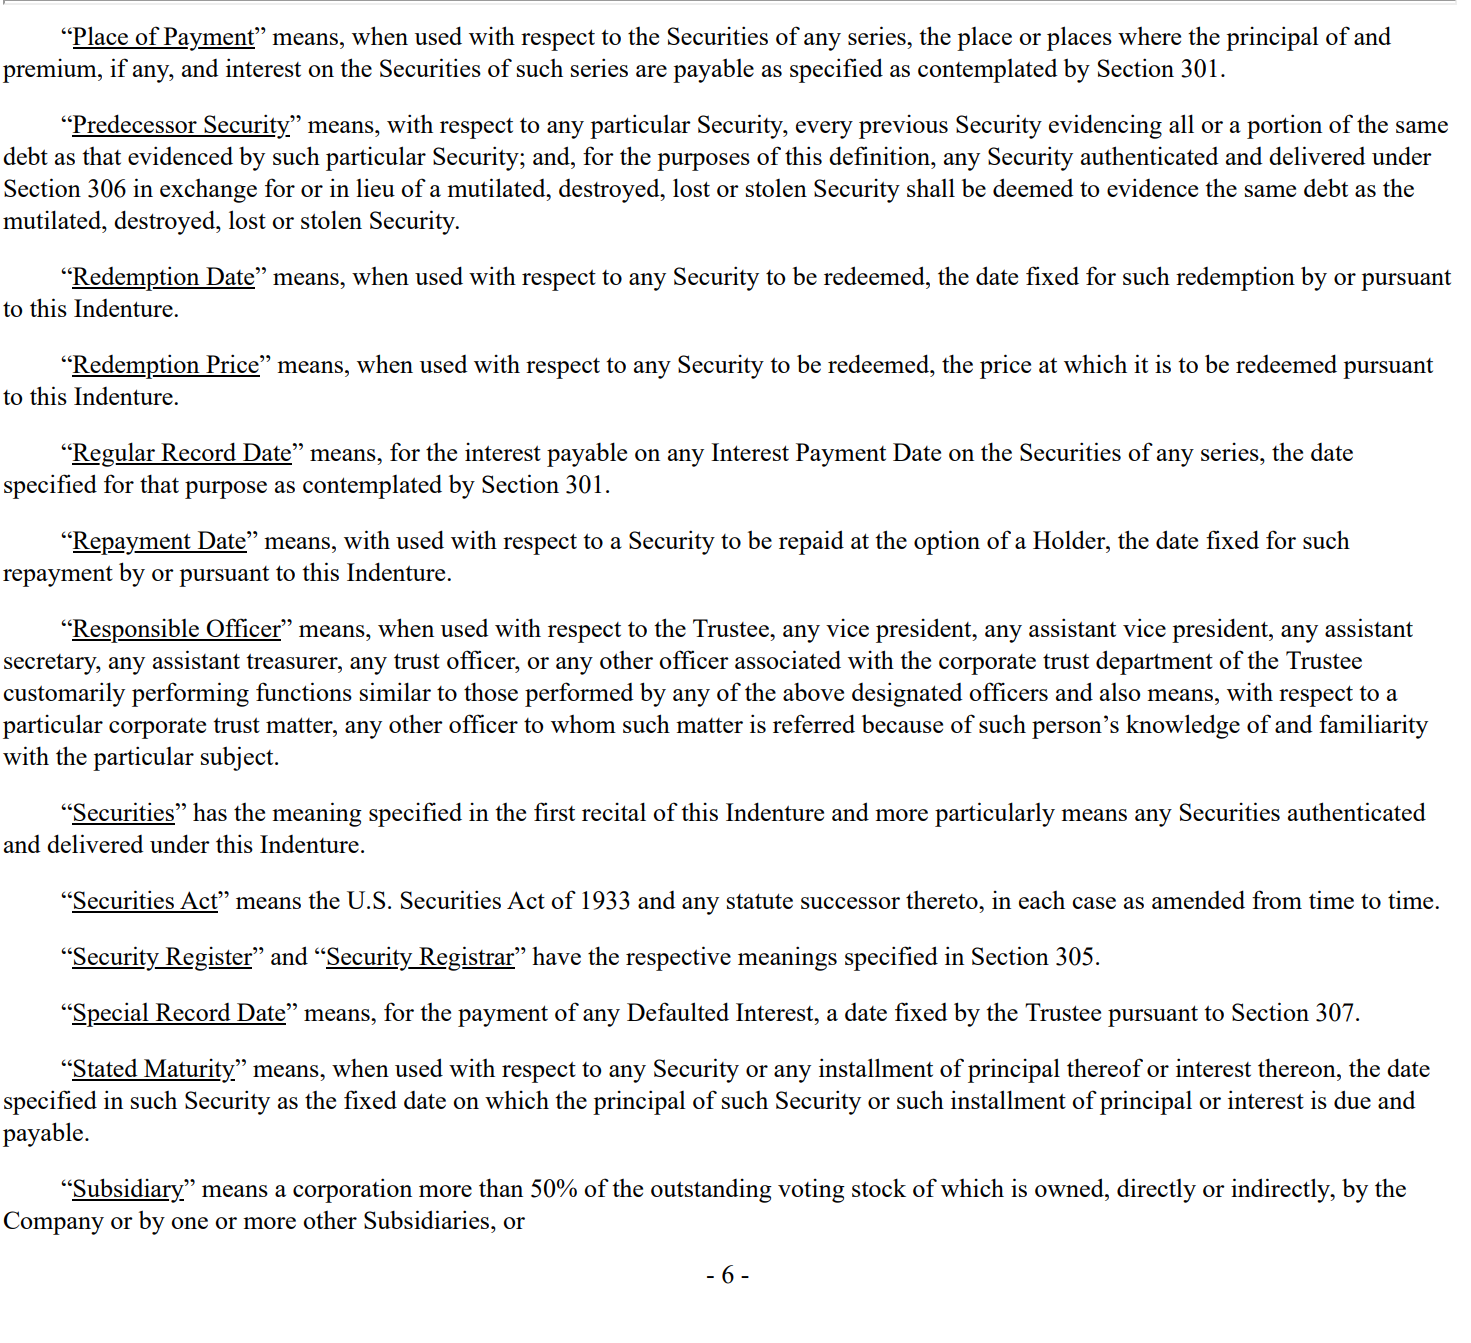 “Place of Payment” means, when used with respect to the Securities of any series, the place or places where the principal of and
premium, if any, and interest on the Securities of such series are payable as specified as contemplated by Section 301.
“Predecessor Security” means, with respect to any particular Security, every previous Security evidencing all or a portion of the same
debt as that evidenced by such particular Security; and, for the purposes of this definition, any Security authenticated and delivered under
Section 306 in exchange for or in lieu of a mutilated, destroyed, lost or stolen Security shall be deemed to evidence the same debt as the
mutilated, destroyed, lost or stolen Security.
“Redemption Date” means, when used with respect to any Security to be redeemed, the date fixed for such redemption by or pursuant
to this Indenture.
“Redemption Price” means, when used with respect to any Security to be redeemed, the price at which it is to be redeemed pursuant
to this Indenture.
“Regular Record Date” means, for the interest payable on any Interest Payment Date on the Securities of any series, the date
specified for that purpose as contemplated by Section 301.
“Repayment Date” means, with used with respect to a Security to be repaid at the option of a Holder, the date fixed for such
repayment by or pursuant to this Indenture.
“Responsible Officer” means, when used with respect to the Trustee, any vice president, any assistant vice president, any assistant
secretary, any assistant treasurer, any trust officer, or any other officer associated with the corporate trust department of the Trustee
customarily performing functions similar to those performed by any of the above designated officers and also means, with respect to a
particular corporate trust matter, any other officer to whom such matter is referred because of such person’s knowledge of and familiarity
with the particular subject.
“Securities” has the meaning specified in the first recital of this Indenture and more particularly means any Securities authenticated
and delivered under this Indenture.
“Securities Act” means the U.S. Securities Act of 1933 and any statute successor thereto, in each case as amended from time to time.
“Security Register” and “Security Registrar” have the respective meanings specified in Section 305.
“Special Record Date” means, for the payment of any Defaulted Interest, a date fixed by the Trustee pursuant to Section 307.
“Stated Maturity” means, when used with respect to any Security or any installment of principal thereof or interest thereon, the date
specified in such Security as the fixed date on which the principal of such Security or such installment of principal or interest is due and
payable.
“Subsidiary” means a corporation more than 50% of the outstanding voting stock of which is owned, directly or indirectly, by the
Company or by one or more other Subsidiaries, or
- 6 -